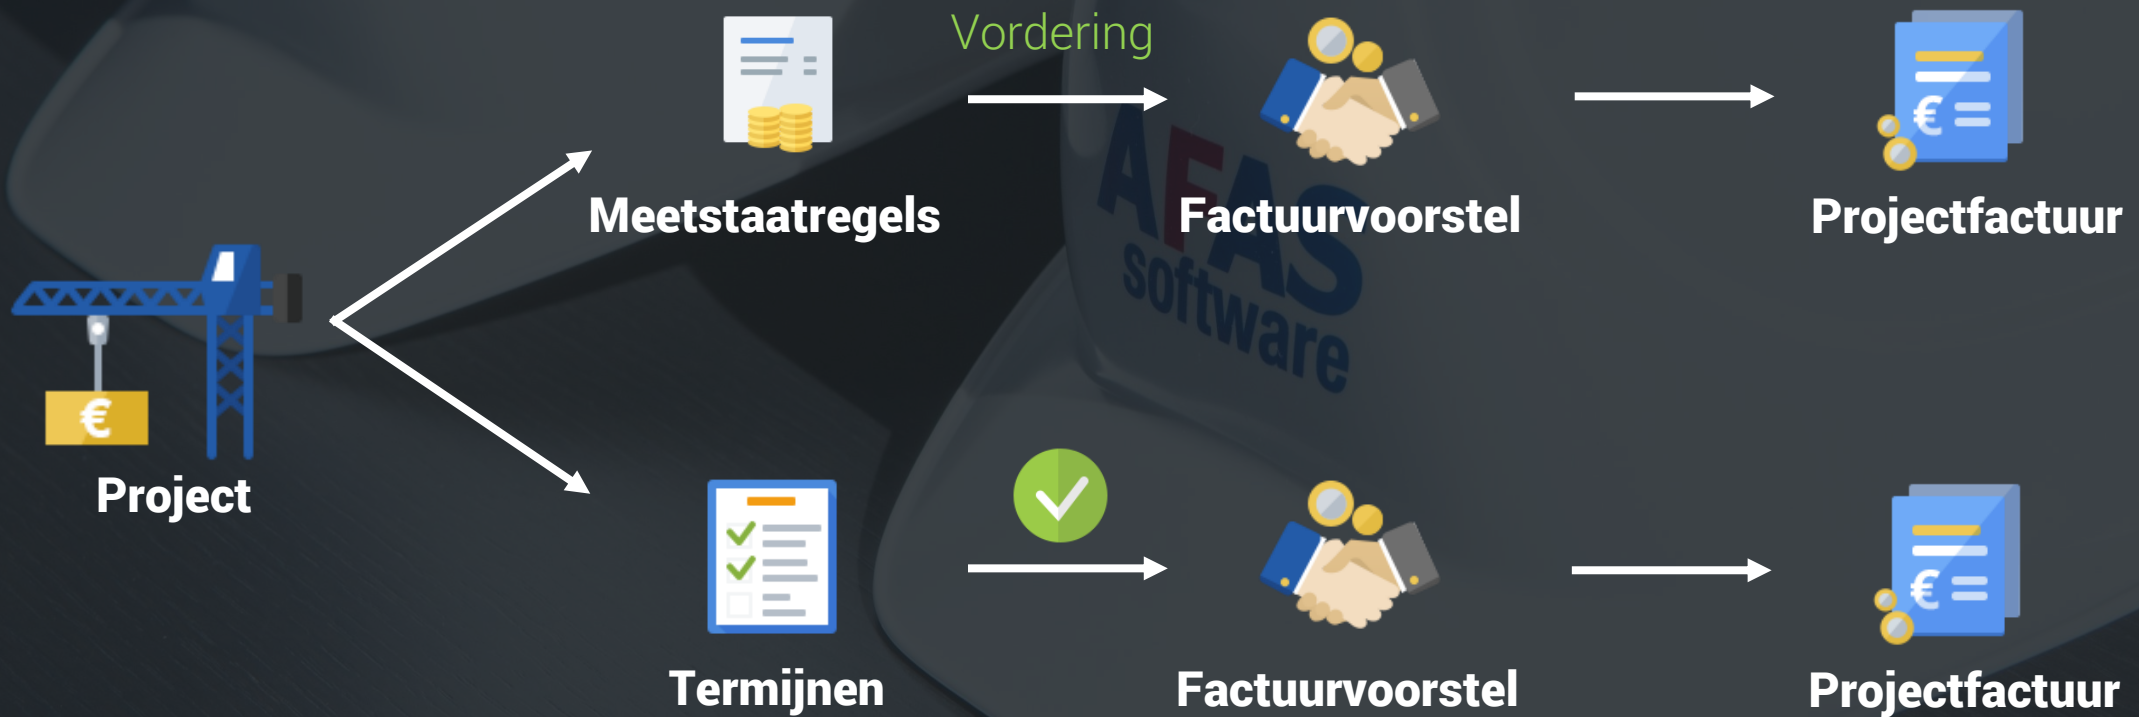 Vordering
Meetstaatregels
Factuurvoorstel
Projectfactuur
AFAS
software
€
€
Project
€
Termijnen
Factuurvoorstel
Projectfactuur